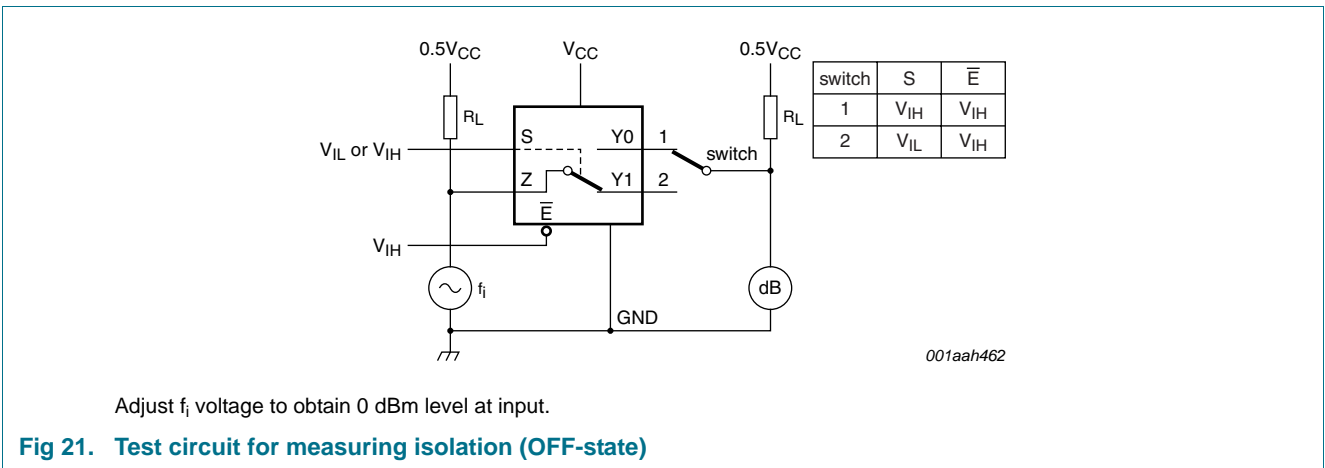 0.5VCC VCC 0.5VCC
switch S E̅
1 VIH VIH
2 VIL VIH
RL RL
VIL or VIH S Y0 1 switch
Z Y1 2
E̅
VIH
fi dB
GND
001aah462
Adjust fi voltage to obtain 0 dBm level at input.
Fig 21. Test circuit for measuring isolation (OFF-state)